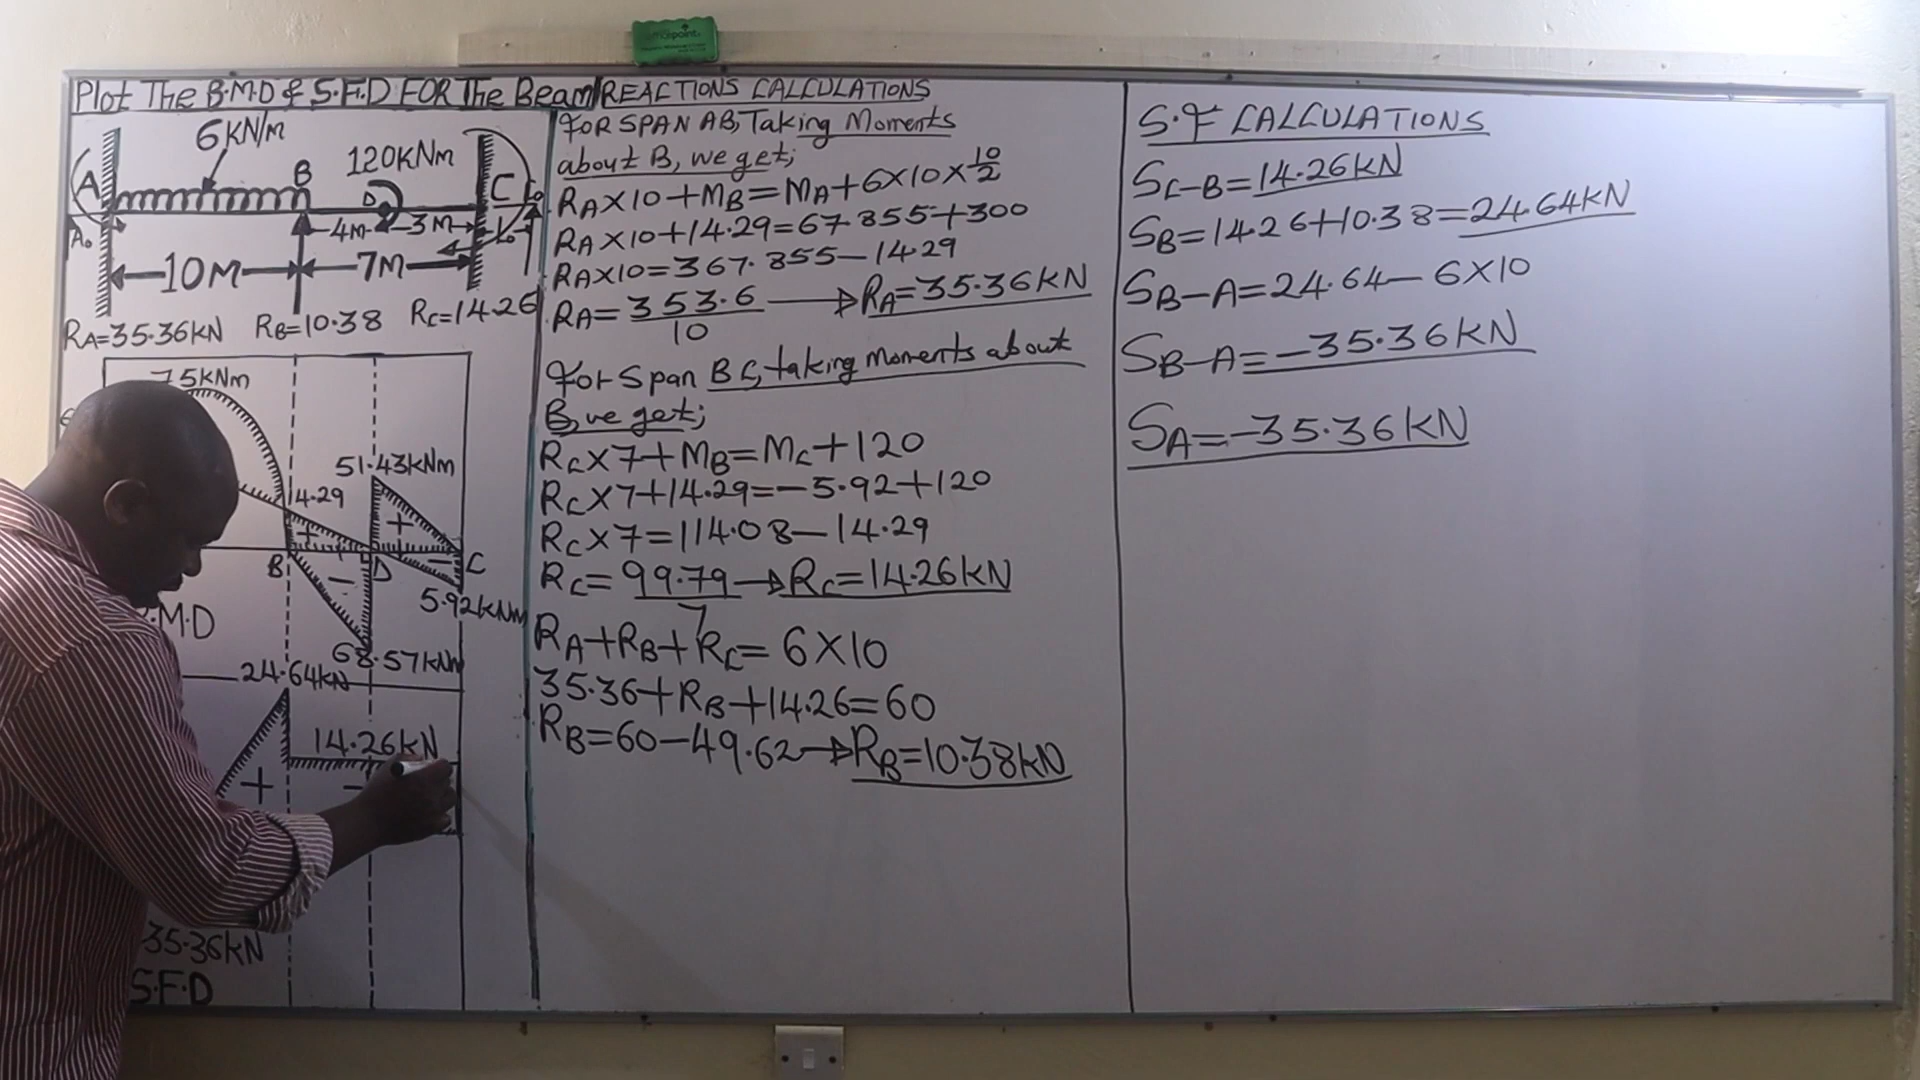 Plot The B.M.D & S.F.D FOR The Beam
6KN/m
120KNm
A
B
D
C
A₀
4M
3M
10M
7M
RA=35.36KN RB=10.38 RC=14.26
75KNm
51.43KNm
14.29
+
+
-
-
B
D
C
5.92KNm
.M.D
68.57KNm
24.64KN
14.26KN
+
35.36KN
S.F.D
REACTIONS CALCULATIONS
FOR SPAN AB, Taking Moments
about B, we get;
RA×10+MB=MA+6×10×10/2
RA×10+14.29=67.855+300
RA×10=367.855-14.29
RA=353.6/10→RA=35.36KN
For Span BC, taking moments about
B, we get;
RC×7+MB=MC+120
RC×7+14.29=-5.92+120
RC×7=114.08-14.29
RC=99.79/7→RC=14.26KN
RA+RB+RC=6×10
35.36+RB+14.26=60
RB=60-49.62→RB=10.38KN
S.F CALCULATIONS
SC-B=14.26KN
SB=14.26+10.38=24.64KN
SB-A=24.64-6×10
SB-A=-35.36KN
SA=-35.36KN